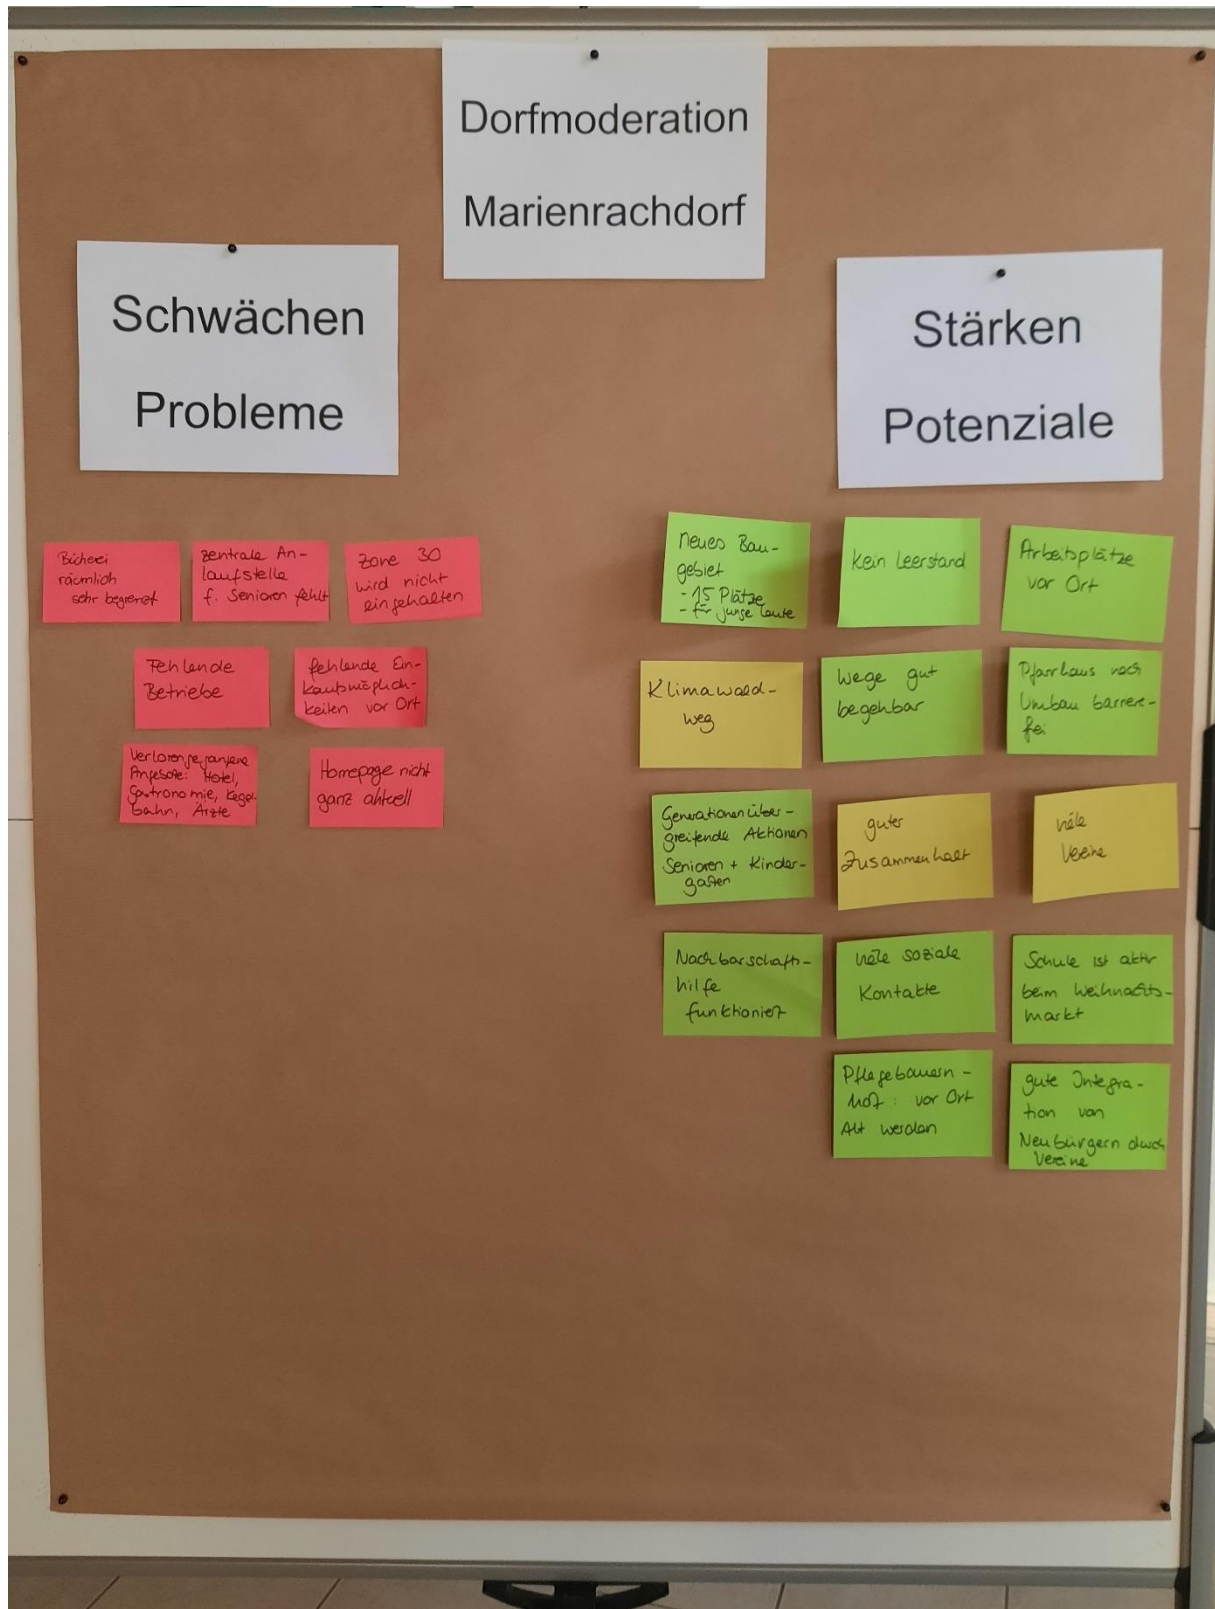 Dorfmoderation
Marienrachdorf
Schwächen
Probleme
Bücherei
räumlich
sehr begrenzt
zentrale An-
laufstelle
f. Senioren fehlt
Zone 30
wird nicht
eingehalten
Fehlende
Betriebe
fehlende Ein-
kaufsmöglich-
keiten vor Ort
Verlorengegangene
Angebote: Hotel,
Gastronomie, Kegel-
bahn, Ärzte
Homepage nicht
ganz aktuell
Stärken
Potenziale
neues Bau-
gebiet
- 15 Plätze
- für junge Leute
kein Leerstand
Arbeitsplätze
vor Ort
Klimawald-
weg
Wege gut
begehbar
Pfarrhaus nach
Umbau barriere-
frei
Generationenüber-
greifende Aktionen
Senioren + Kinder-
garten
guter
Zusammenhalt
viele
Vereine
Nachbarschafts-
hilfe
funktioniert
viele soziale
Kontakte
Schule ist aktiv
beim Weihnachts-
markt
Pflegebauern-
hof : vor Ort
Alt werden
gute Integra-
tion von
Neubürgern durch
Vereine